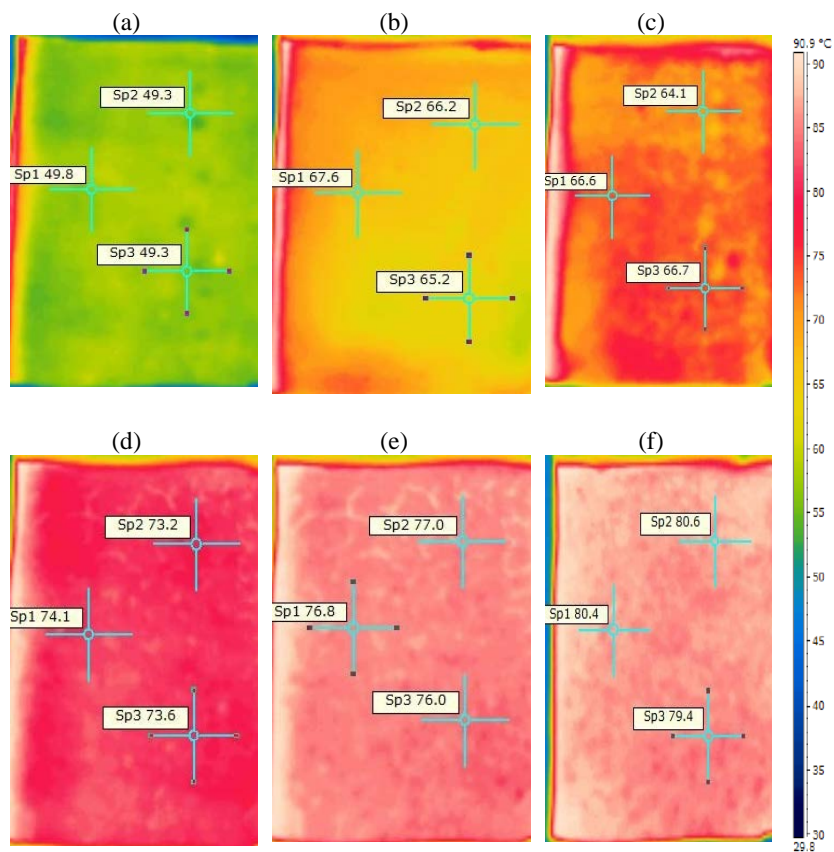 (a)
(b)
(c)
Sp2 49.3
Sp1 49.8
Sp3 49.3
Sp2 66.2
Sp1 67.6
Sp3 65.2
Sp2 64.1
Sp1 66.6
Sp3 66.7
(d)
(e)
(f)
Sp2 73.2
Sp1 74.1
Sp3 73.6
Sp2 77.0
Sp1 76.8
Sp3 76.0
Sp2 80.6
Sp1 80.4
Sp3 79.4
90.9 °C
90
85
80
75
70
65
60
55
50
45
40
35
30
29.8